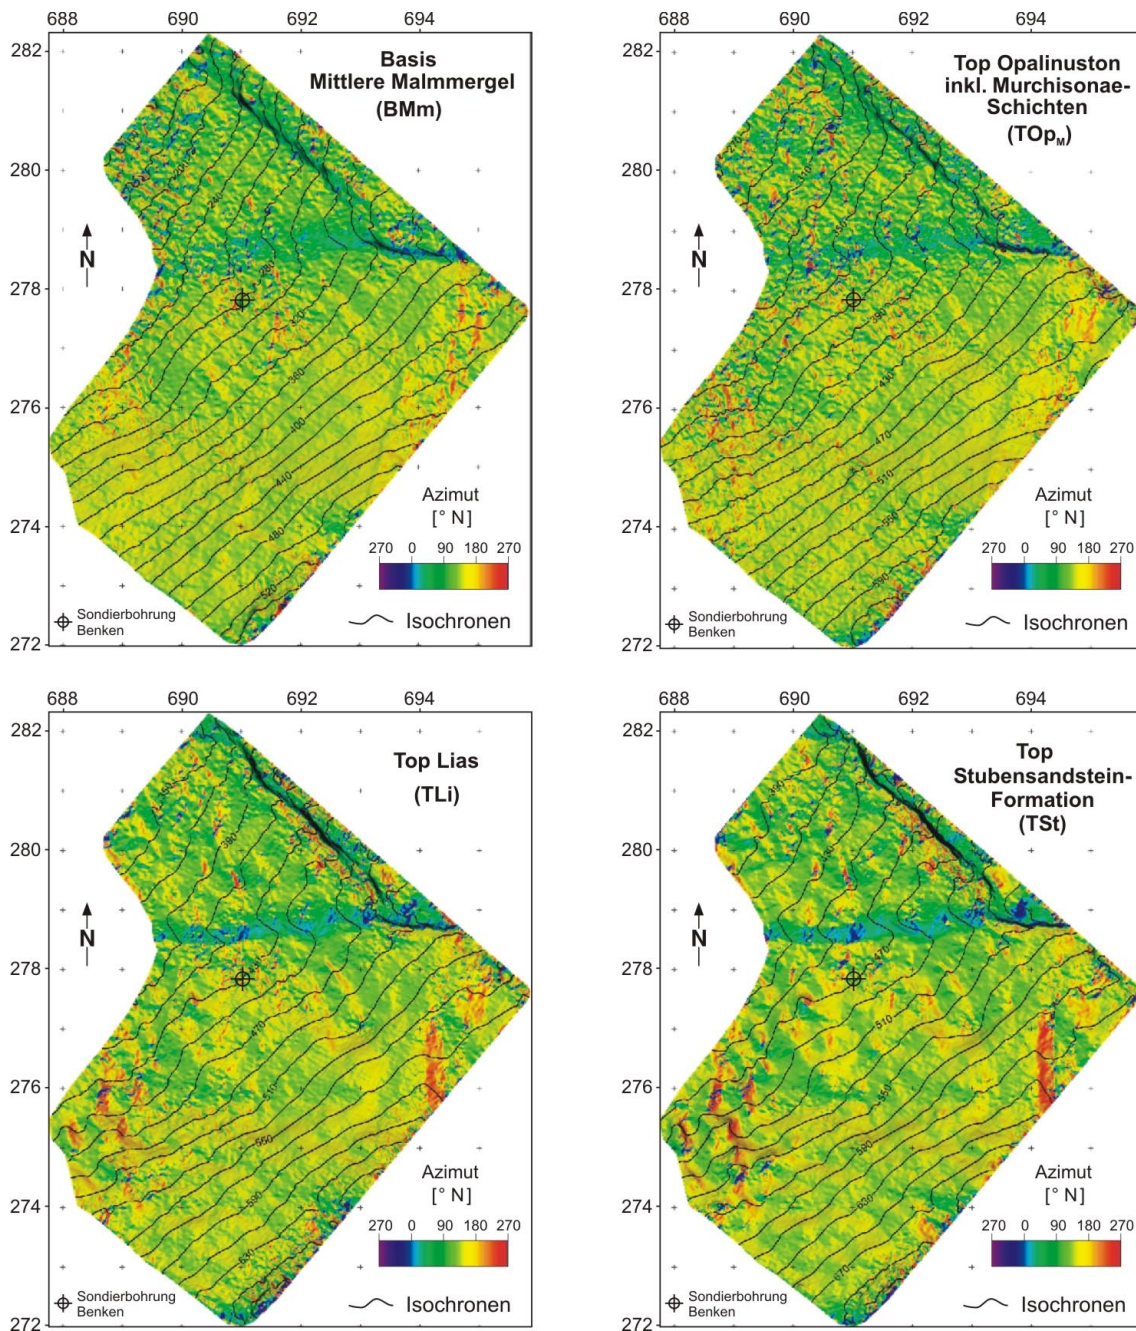 688 690 692 694
282
280
278
276
274
272
Basis
Mittlere Malmmergel
(BMm)
N
240
360
400
440
480
520
Azimut
[° N]
270 0 90 180 270
Sondierbohrung
Benken
Isochronen
688 690 692 694
282
280
278
276
274
272
Top Opalinuston
inkl. Murchisonae-
Schichten
(TOpM)
N
390
430
470
510
550
590
Azimut
[° N]
270 0 90 180 270
Sondierbohrung
Benken
Isochronen
688 690 692 694
282
280
278
276
274
272
Top Lias
(TLi)
N
390
470
510
550
590
630
Azimut
[° N]
270 0 90 180 270
Sondierbohrung
Benken
Isochronen
688 690 692 694
282
280
278
276
274
272
Top
Stubensandstein-
Formation
(TSt)
N
470
510
550
590
630
670
Azimut
[° N]
270 0 90 180 270
Sondierbohrung
Benken
Isochronen